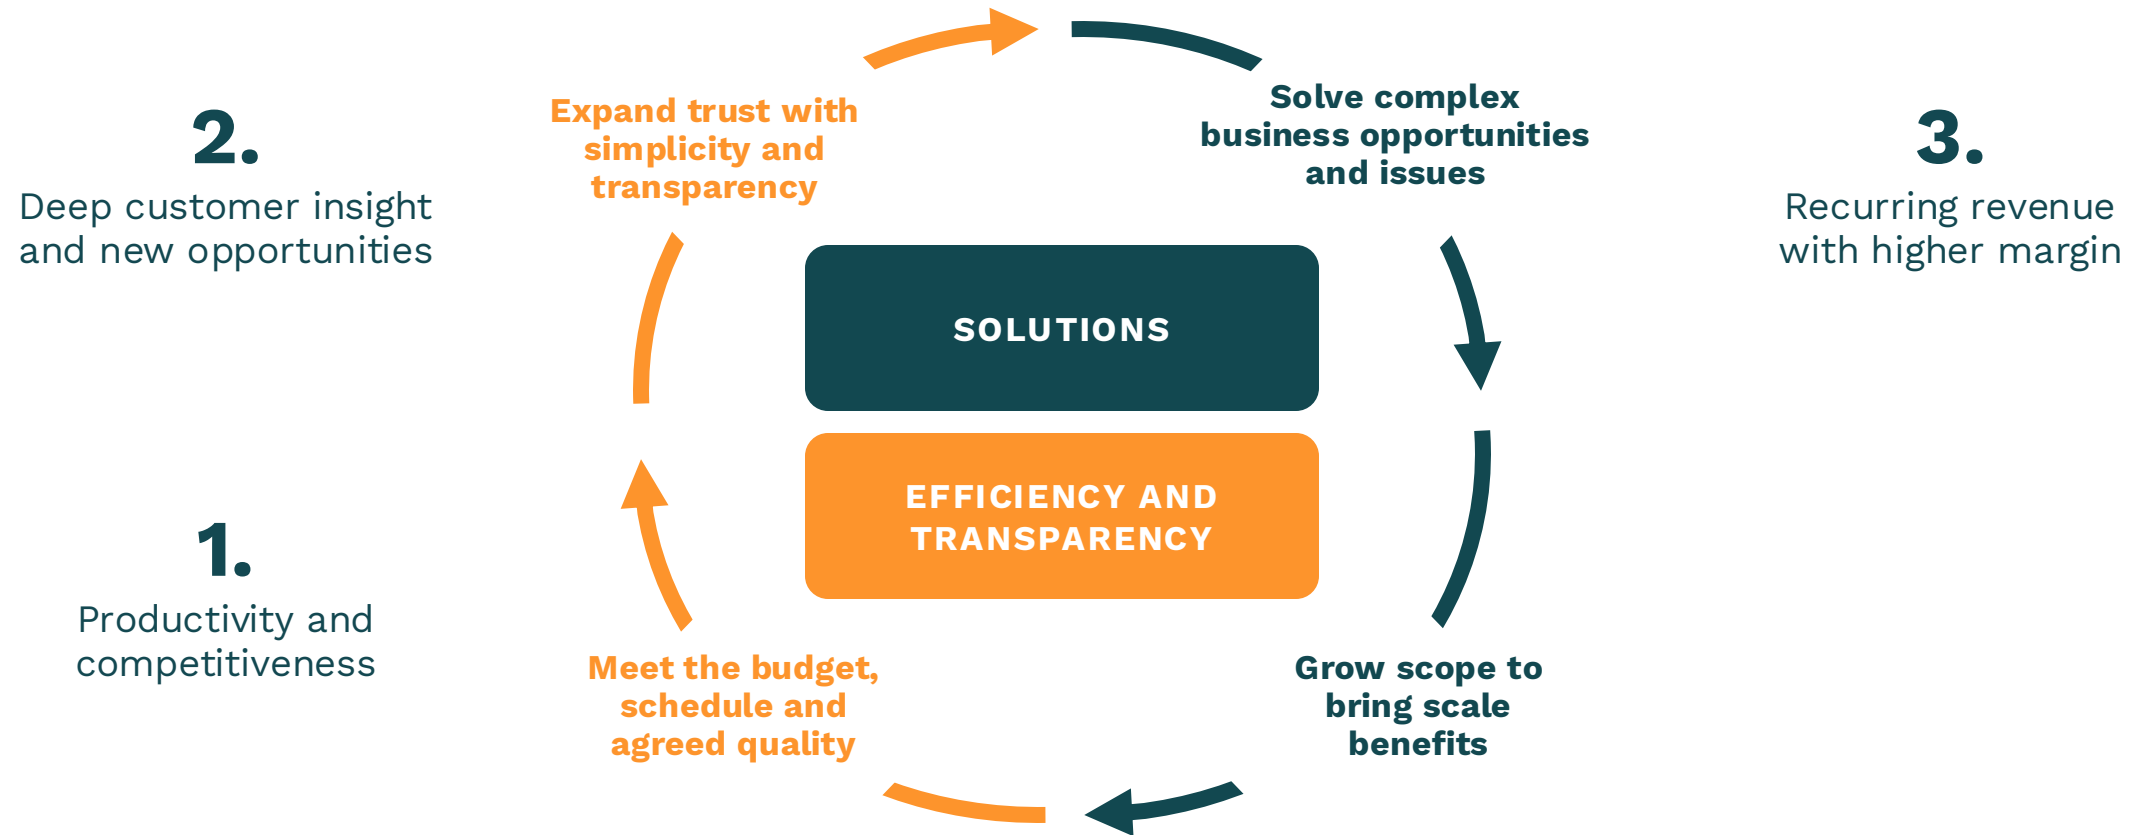 2.
Deep customer insight
and new opportunities
1.
Productivity and
competitiveness
Expand trust with
simplicity and
transparency
Meet the budget,
schedule and
agreed quality
SOLUTIONS
EFFICIENCY AND
TRANSPARENCY
Solve complex
business opportunities
and issues
Grow scope to
bring scale
benefits
3.
Recurring revenue
with higher margin